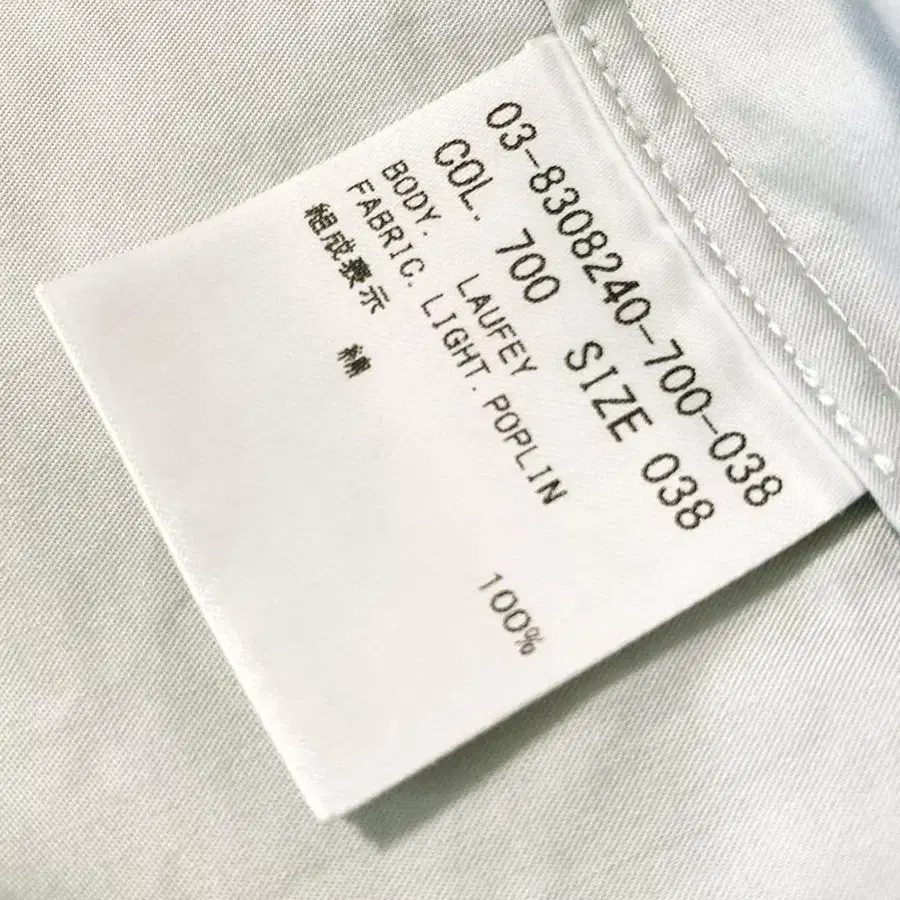 03-8308240-700-038
COL. 700 SIZE 038
BODY. LAUFEY
FABRIC. LIGHT.POPLIN
組成表示 綿 100%